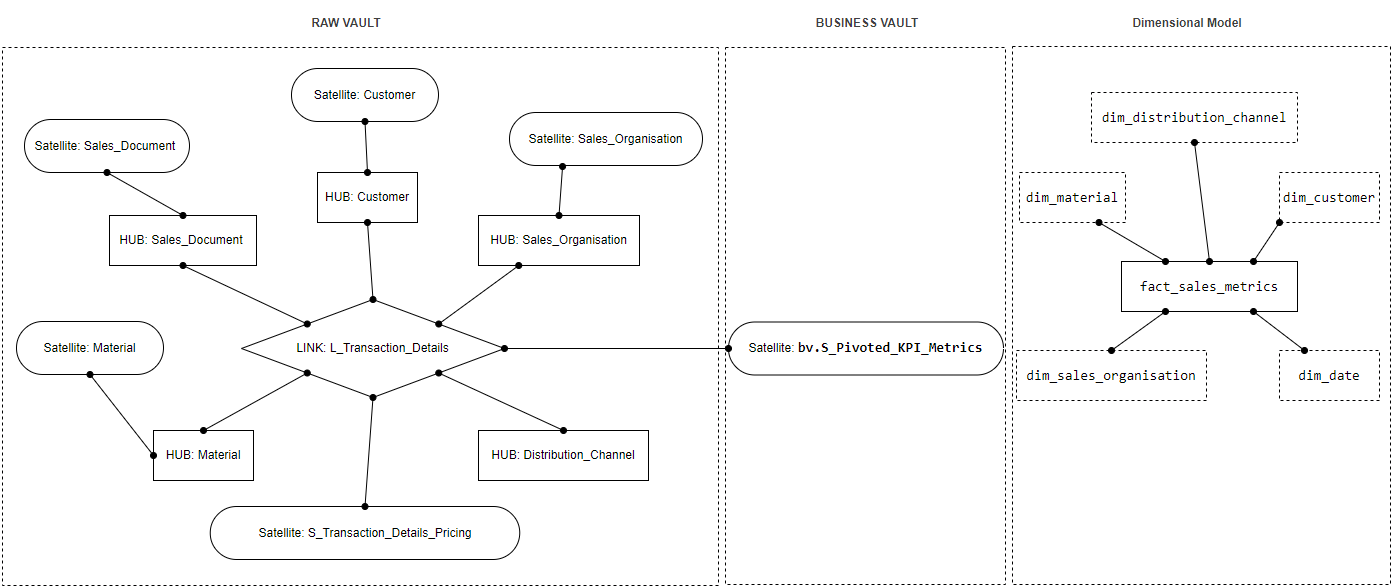 RAW VAULT
BUSINESS VAULT
Dimensional Model
Satellite: Customer
Satellite: Sales_Document
Satellite: Sales_Organisation
HUB: Customer
HUB: Sales_Document
HUB: Sales_Organisation
LINK: L_Transaction_Details
Satellite: Material
HUB: Material
HUB: Distribution_Channel
Satellite: S_Transaction_Details_Pricing
Satellite: bv.S_Pivoted_KPI_Metrics
dim_distribution_channel
dim_material
dim_customer
fact_sales_metrics
dim_sales_organisation
dim_date